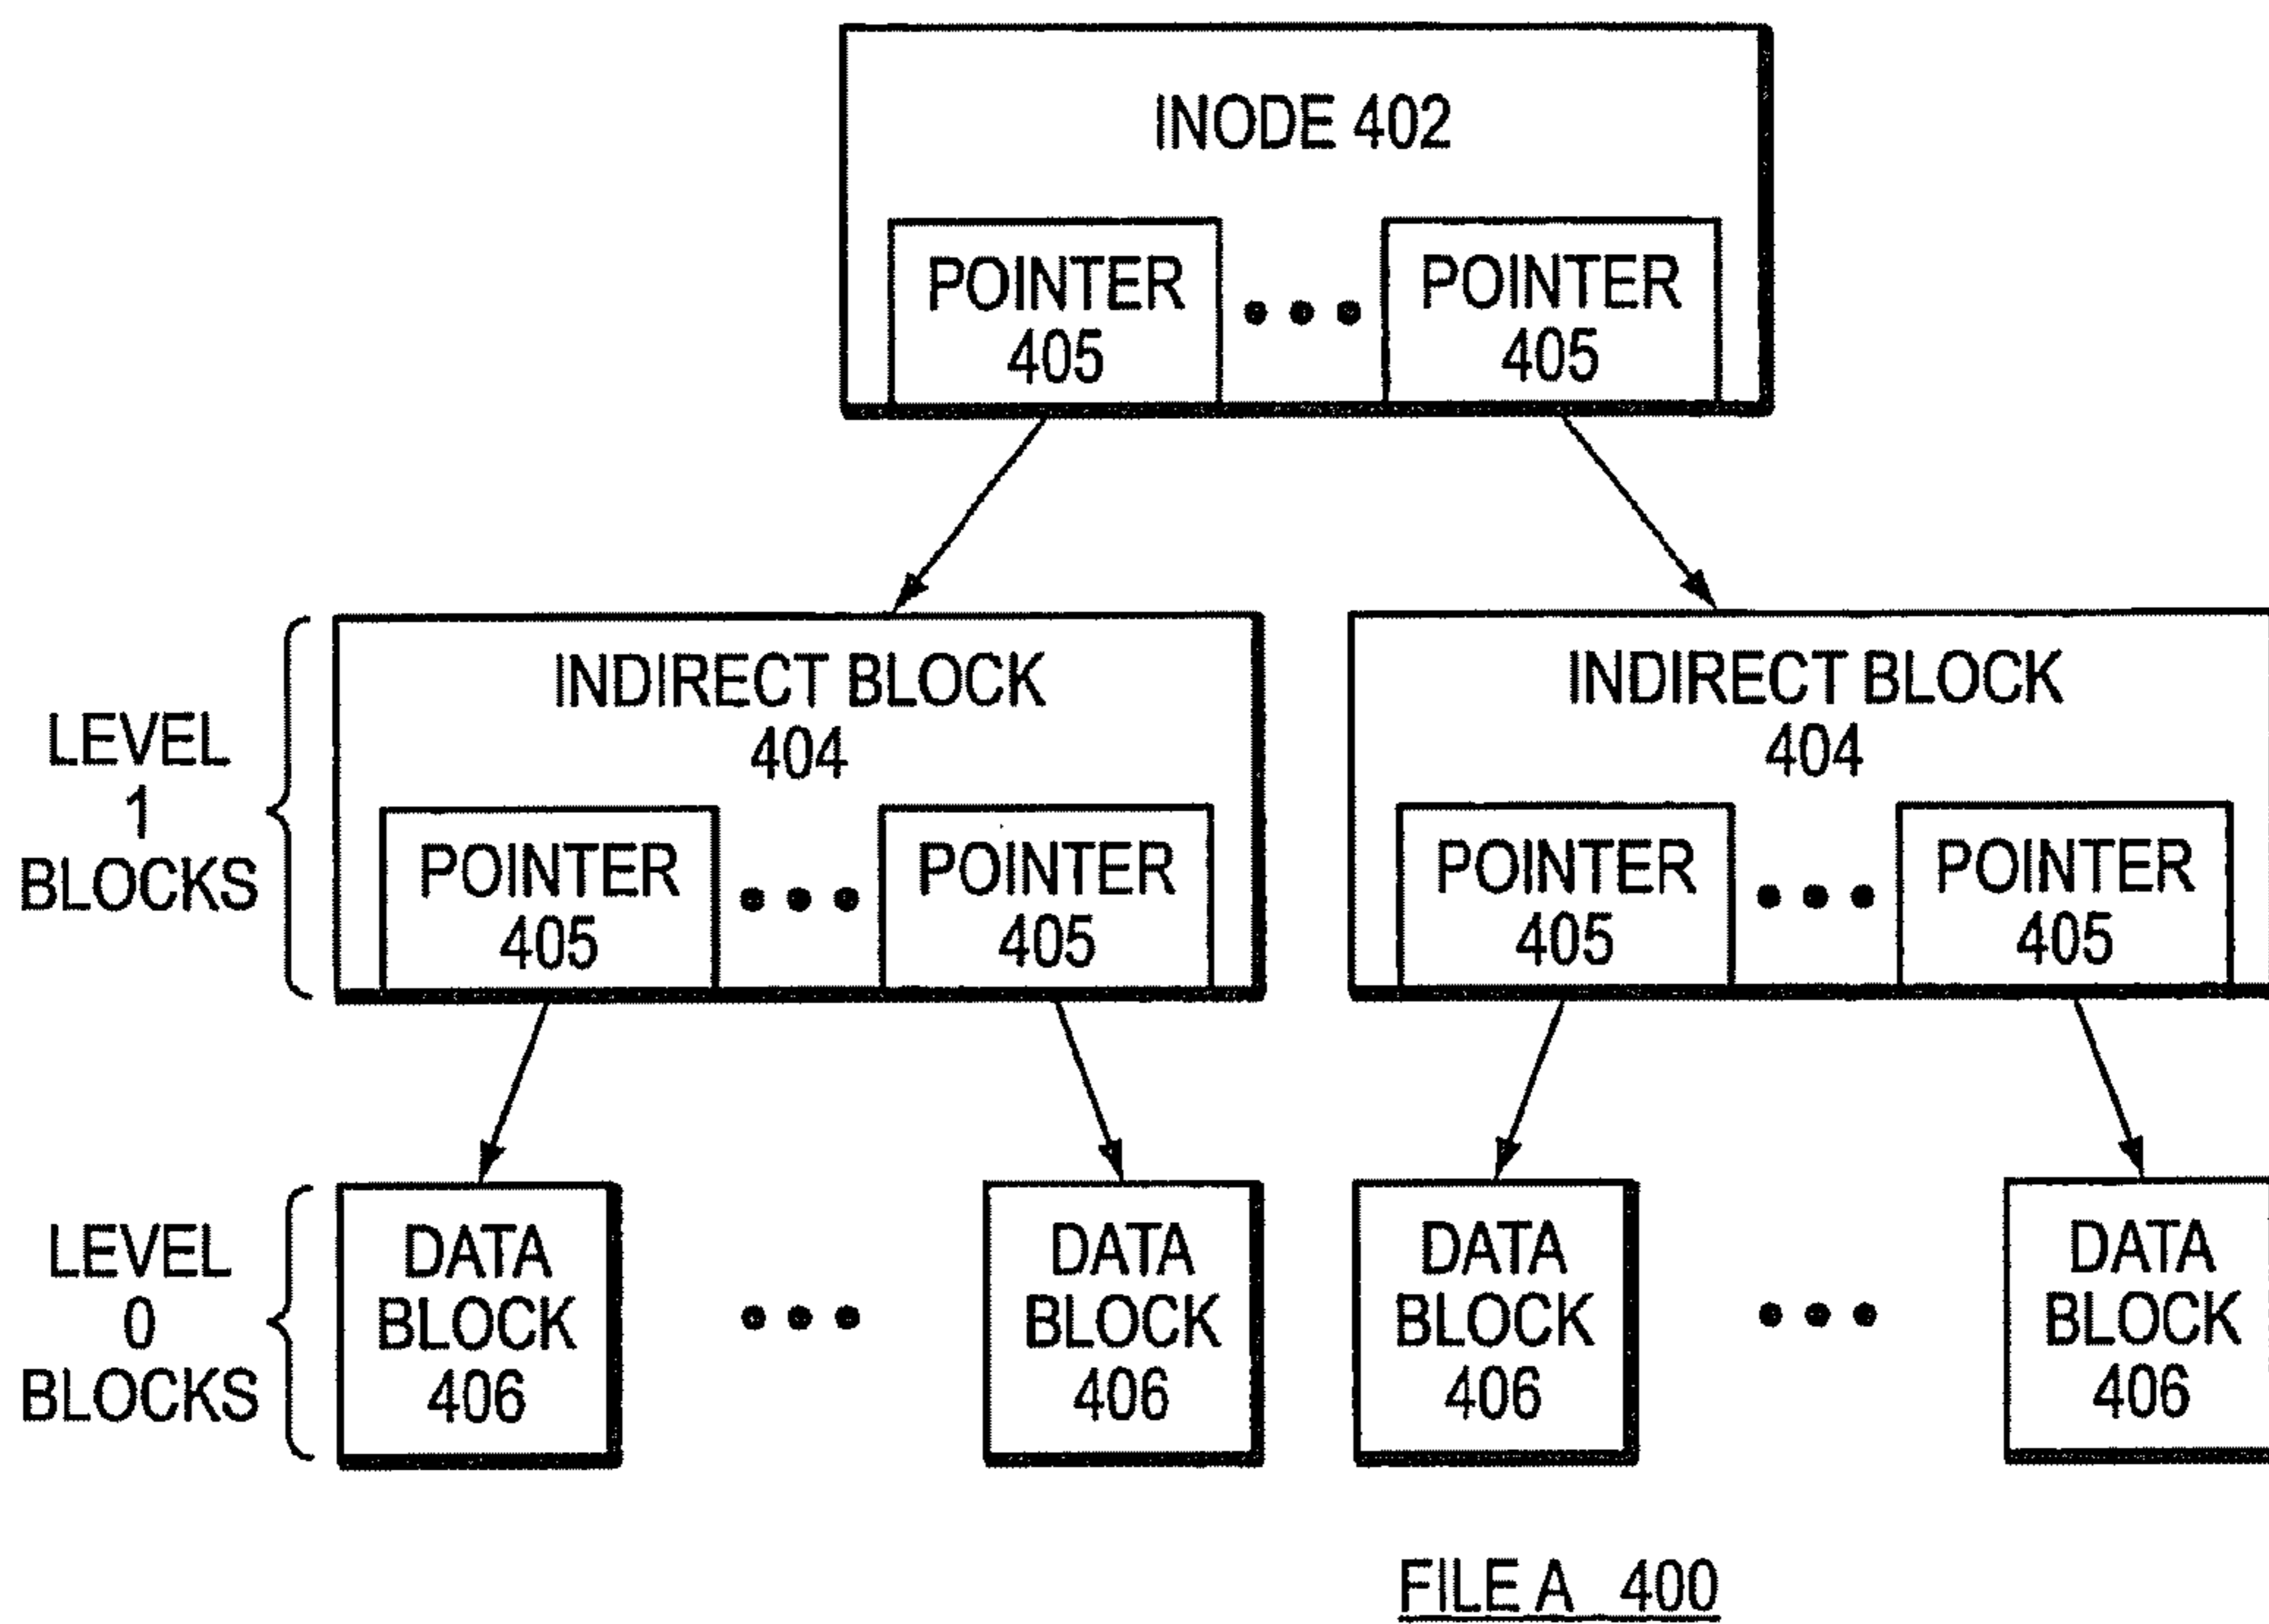 INODE 402
POINTER
405
POINTER
405
LEVEL
1
BLOCKS
INDIRECT BLOCK
404
POINTER
405
POINTER
405
INDIRECT BLOCK
404
POINTER
405
POINTER
405
LEVEL
0
BLOCKS
DATA
BLOCK
406
DATA
BLOCK
406
DATA
BLOCK
406
DATA
BLOCK
406
FILE A 400